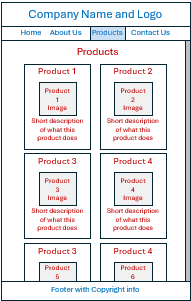 Company Name and Logo
Home About Us Products Contact Us
Products
Product 1 Product 2
Product Product
1 2
Image Image
Short description Short description
of what this of what this
product does product does
Product 3 Product 4
Product Product
3 4
Image Image
Short description Short description
of what this of what this
product does product does
Product 3 Product 4
Product Product
5 6
Footer with Copyright info